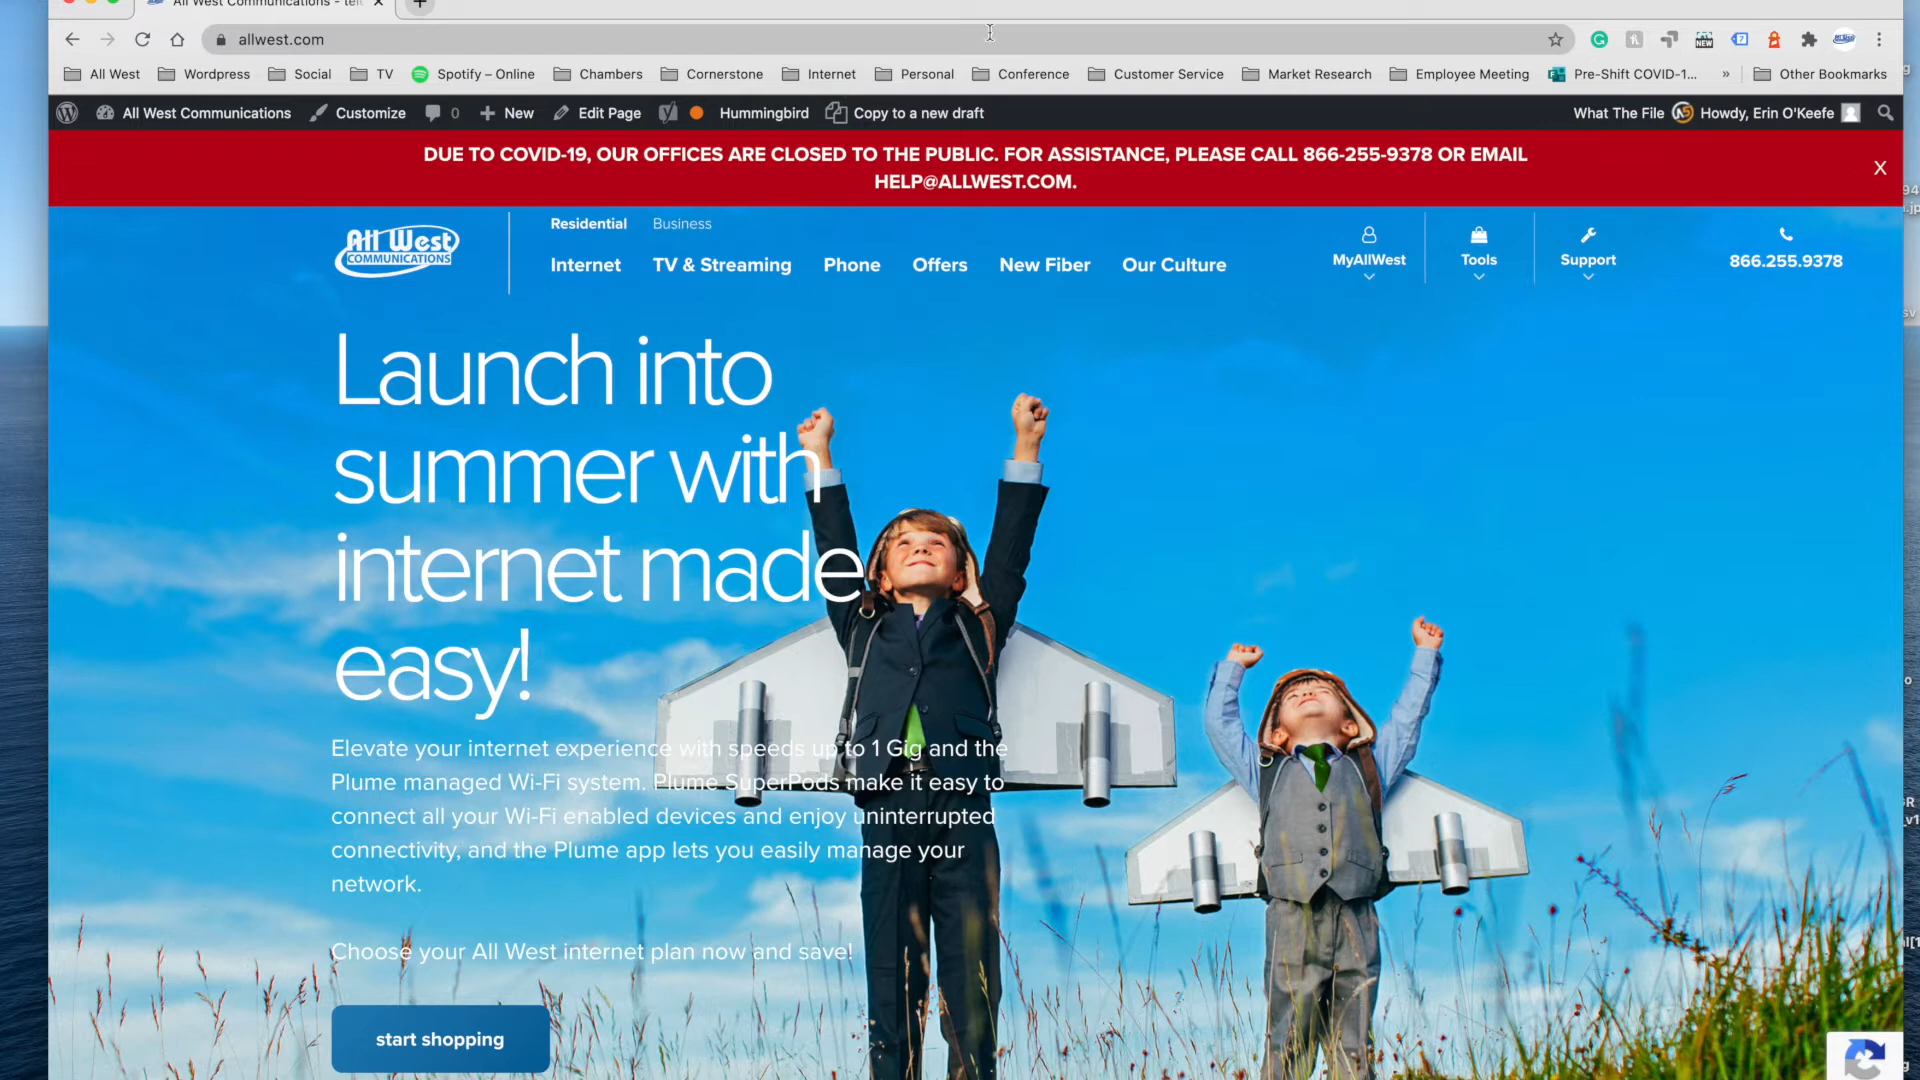 All West Communications - tel
allwest.com
NEW
7
All West Wordpress Social TV Spotify – Online Chambers Cornerstone Internet Personal Conference Customer Service Market Research Employee Meeting Pre-Shift COVID-1... » Other Bookmarks
All West Communications Customize 0 New Edit Page Hummingbird Copy to a new draft What The File Howdy, Erin O'Keefe
DUE TO COVID-19, OUR OFFICES ARE CLOSED TO THE PUBLIC. FOR ASSISTANCE, PLEASE CALL 866-255-9378 OR EMAIL
HELP@ALLWEST.COM.
X
All West
COMMUNICATIONS
Residential Business
Internet TV & Streaming Phone Offers New Fiber Our Culture
MyAllWest Tools Support 866.255.9378
Launch into
summer with
internet made
easy!
Elevate your internet experience with speeds up to 1 Gig and the
Plume managed Wi-Fi system. Plume SuperPods make it easy to
connect all your Wi-Fi enabled devices and enjoy uninterrupted
connectivity, and the Plume app lets you easily manage your
network.
Choose your All West internet plan now and save!
start shopping